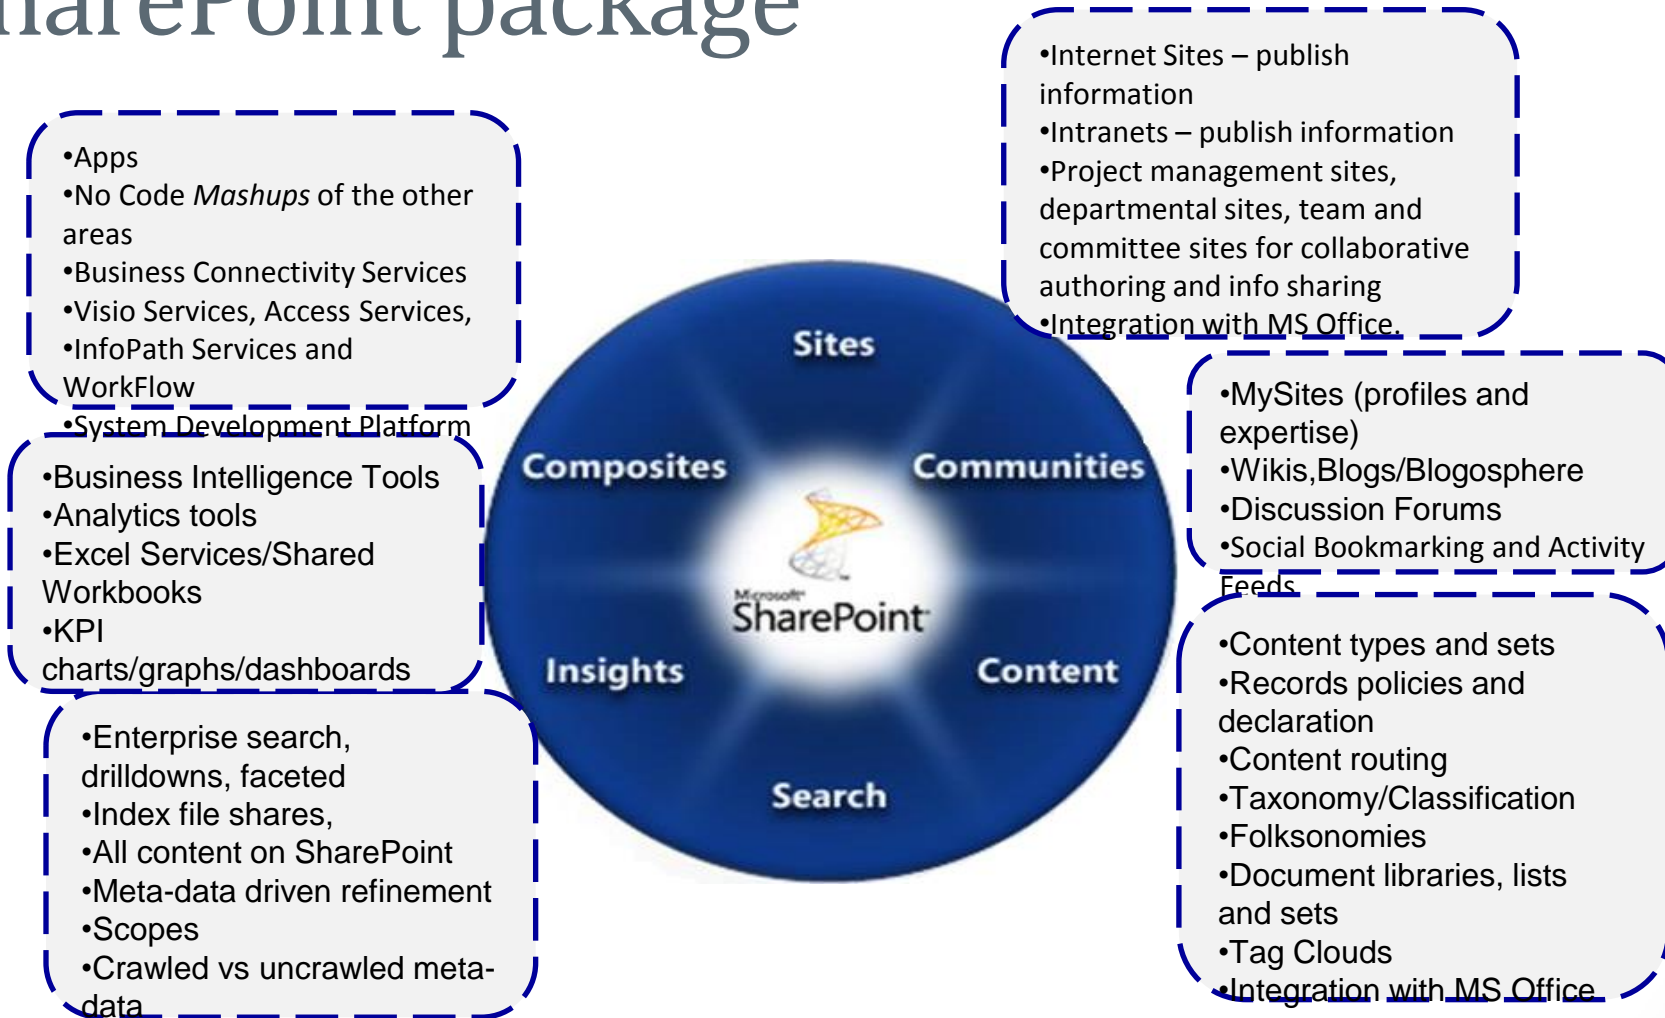 harePoint package
•Apps
•No Code Mashups of the other
areas
•Business Connectivity Services
•Visio Services, Access Services,
•InfoPath Services and
WorkFlow
•System Development Platform
•Business Intelligence Tools
•Analytics tools
•Excel Services/Shared
Workbooks
•KPI
charts/graphs/dashboards
•Enterprise search,
drilldowns, faceted
•Index file shares,
•All content on SharePoint
•Meta-data driven refinement
•Scopes
•Crawled vs uncrawled meta-
data
Sites
Composites
Communities
Microsoft
SharePoint
Insights
Content
Search
•Internet Sites – publish
information
•Intranets – publish information
•Project management sites,
departmental sites, team and
committee sites for collaborative
authoring and info sharing
•Integration with MS Office.
•MySites (profiles and
expertise)
•Wikis,Blogs/Blogosphere
•Discussion Forums
•Social Bookmarking and Activity
Feeds
•Content types and sets
•Records policies and
declaration
•Content routing
•Taxonomy/Classification
•Folksonomies
•Document libraries, lists
and sets
•Tag Clouds
•Integration with MS Office